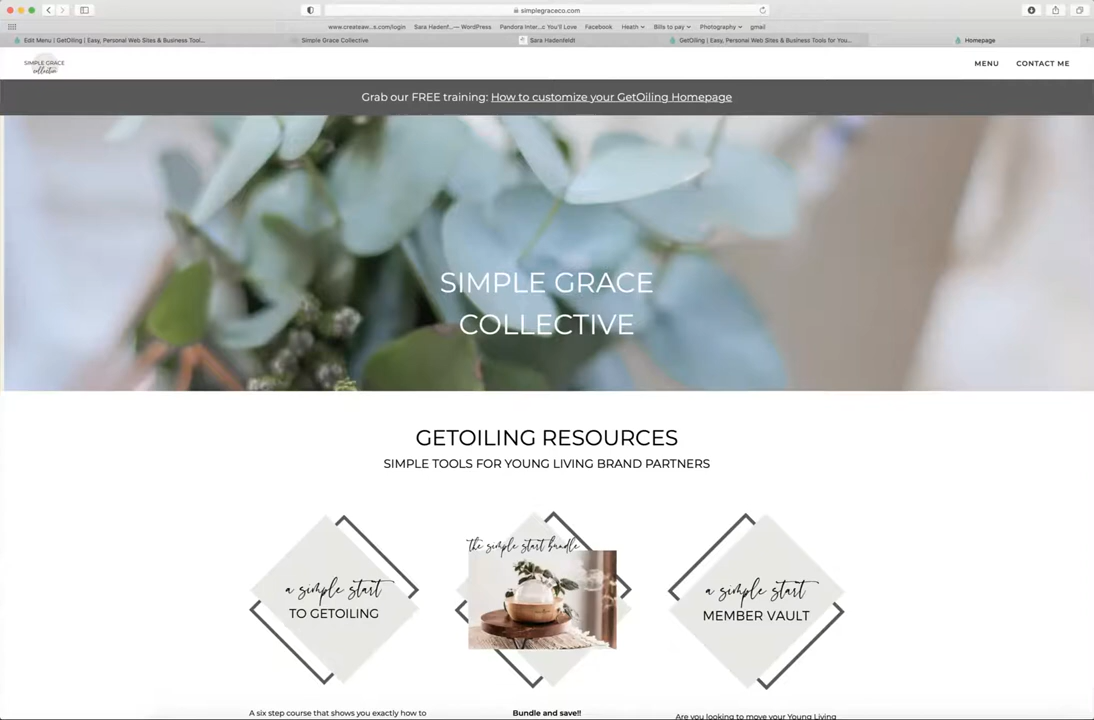 simplegraceco.com
www.createaw...x.com/login Sara Hadenf...— WordPress Pandora Inter...c You'll Love Facebook Heath Bills to pay Photography gmail
Edit Menu | GetOiling | Easy, Personal Web Sites & Business Tool... Simple Grace Collective Sara Hadenfeldt GetOiling | Easy, Personal Web Sites & Business Tools for You... Homepage
SIMPLE GRACE
collective
MENU CONTACT ME
Grab our FREE training: How to customize your GetOiling Homepage
SIMPLE GRACE
COLLECTIVE
GETOILING RESOURCES
SIMPLE TOOLS FOR YOUNG LIVING BRAND PARTNERS
a simple start
TO GETOILING
the simple start bundle
a simple start
MEMBER VAULT
A six step course that shows you exactly how to
Bundle and save!!
Are you looking to move your Young Living